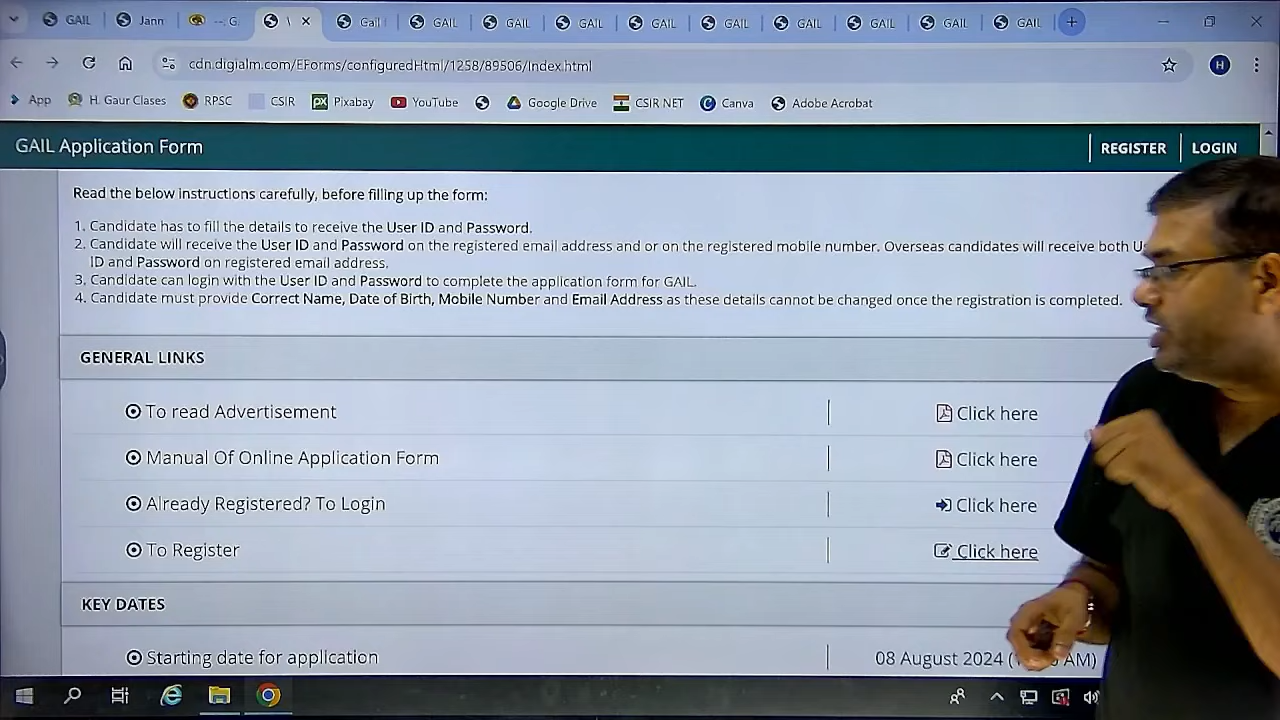 GAIL
Jann
-- G.
\
Gail
GAIL
GAIL
GAIL
GAIL
GAIL
GAIL
GAIL
GAIL
GAIL
cdn.digialm.com/EForms/configuredHtml/1258/89506/Index.html
H
App
H. Gaur Classes
RPSC
CSIR
PX Pixabay
YouTube
Google Drive
CSIR NET
Canva
Adobe Acrobat
GAIL Application Form
REGISTER
LOGIN
Read the below instructions carefully, before filling up the form:
1. Candidate has to fill the details to receive the User ID and Password.
2. Candidate will receive the User ID and Password on the registered email address and or on the registered mobile number. Overseas candidates will receive both
ID and Password on registered email address.
3. Candidate can login with the User ID and Password to complete the application form for GAIL.
4. Candidate must provide Correct Name, Date of Birth, Mobile Number and Email Address as these details cannot be changed once the registration is completed.
GENERAL LINKS
To read Advertisement
Click here
Manual Of Online Application Form
Click here
Already Registered? To Login
Click here
To Register
Click here
KEY DATES
Starting date for application
08 August 2024 AM)